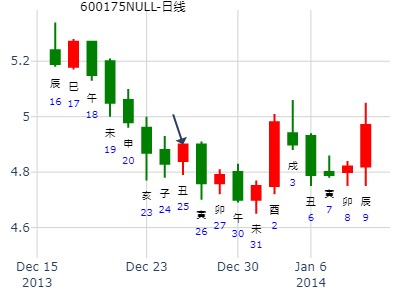 600175NULL-日线
5.2
5
4.8
4.6
辰
16
巳
17
午
18
未
19
申
20
亥
23
子
24
丑
25
寅
26
卯
27
午
30
未
31
酉
2
戌
3
丑
6
寅
7
卯
8
辰
9
Dec 15
2013
Dec 23
Dec 30
Jan 6
2014